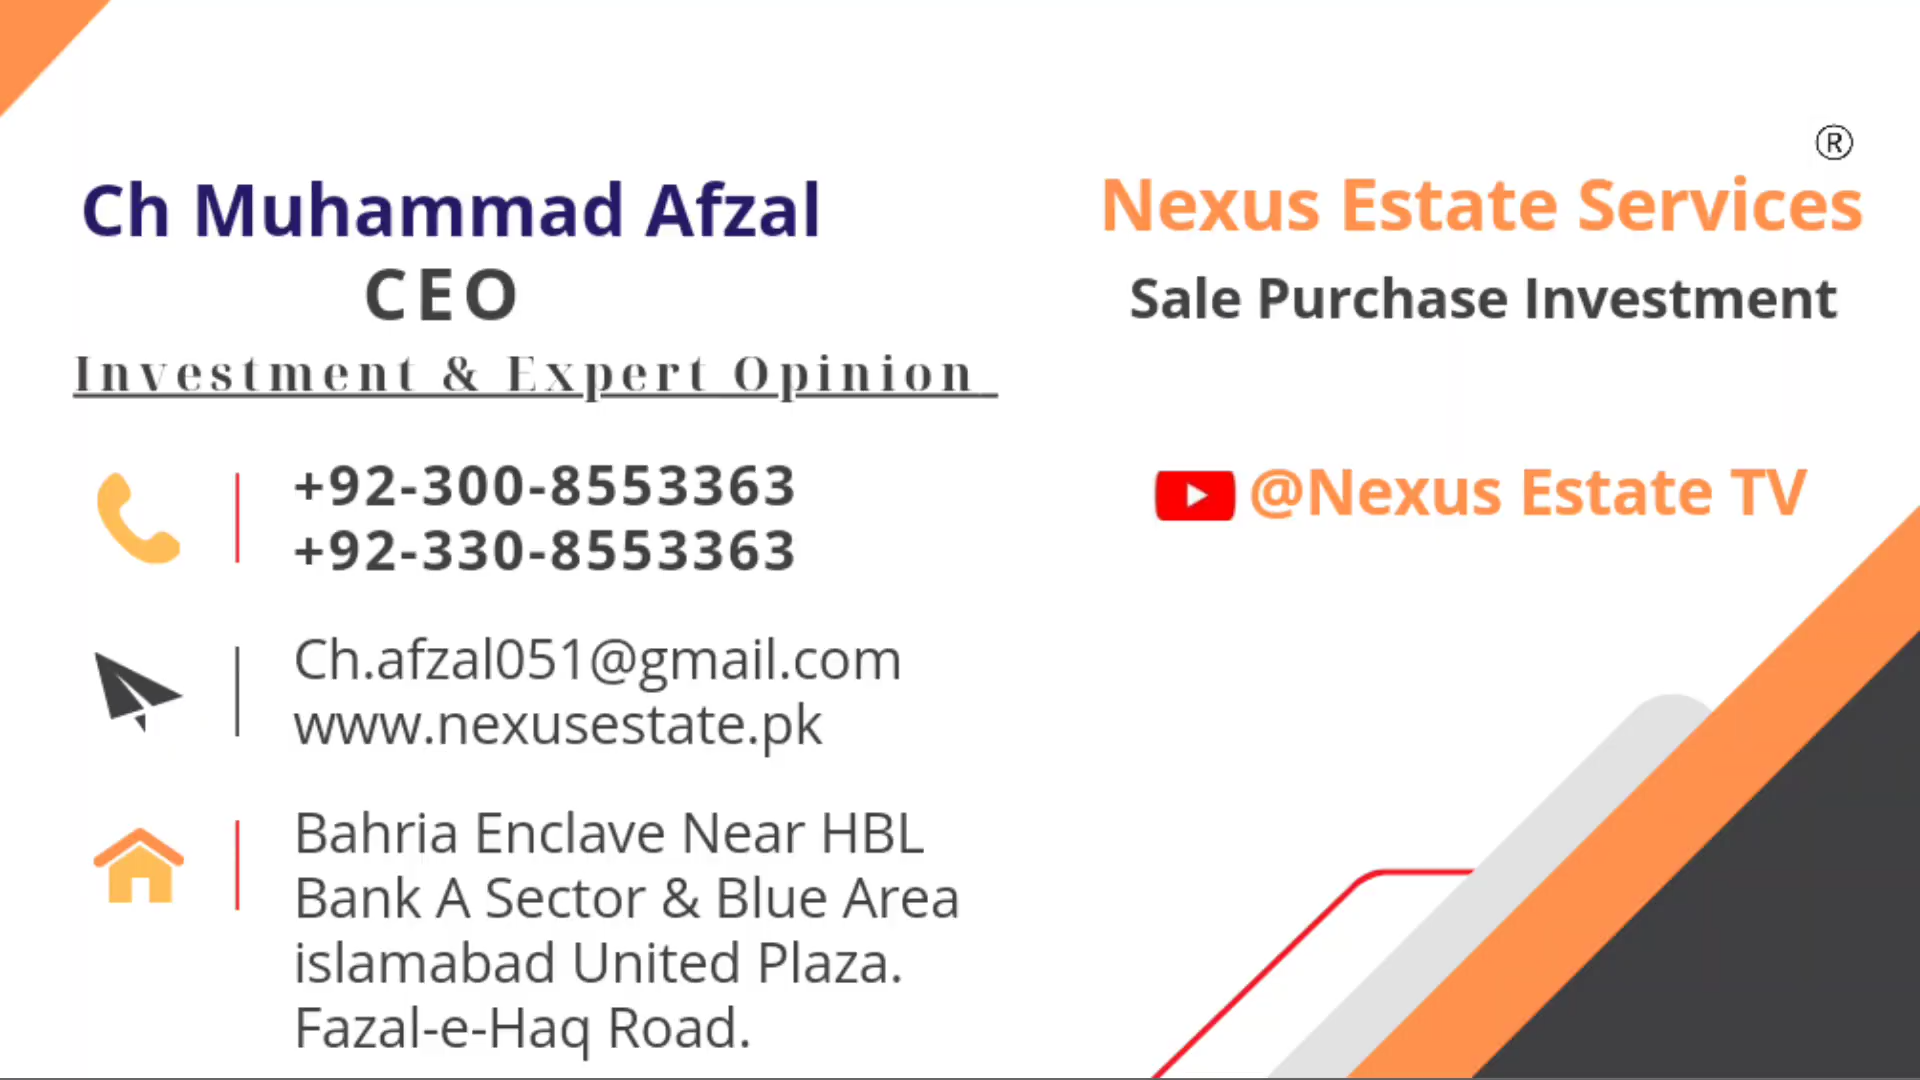 Ch Muhammad Afzal
CEO
Investment & Expert Opinion
+92-300-8553363
+92-330-8553363
Ch.afzal051@gmail.com
www.nexusestate.pk
Bahria Enclave Near HBL
Bank A Sector & Blue Area
islamabad United Plaza.
Fazal-e-Haq Road.
®
Nexus Estate Services
Sale Purchase Investment
@Nexus Estate TV